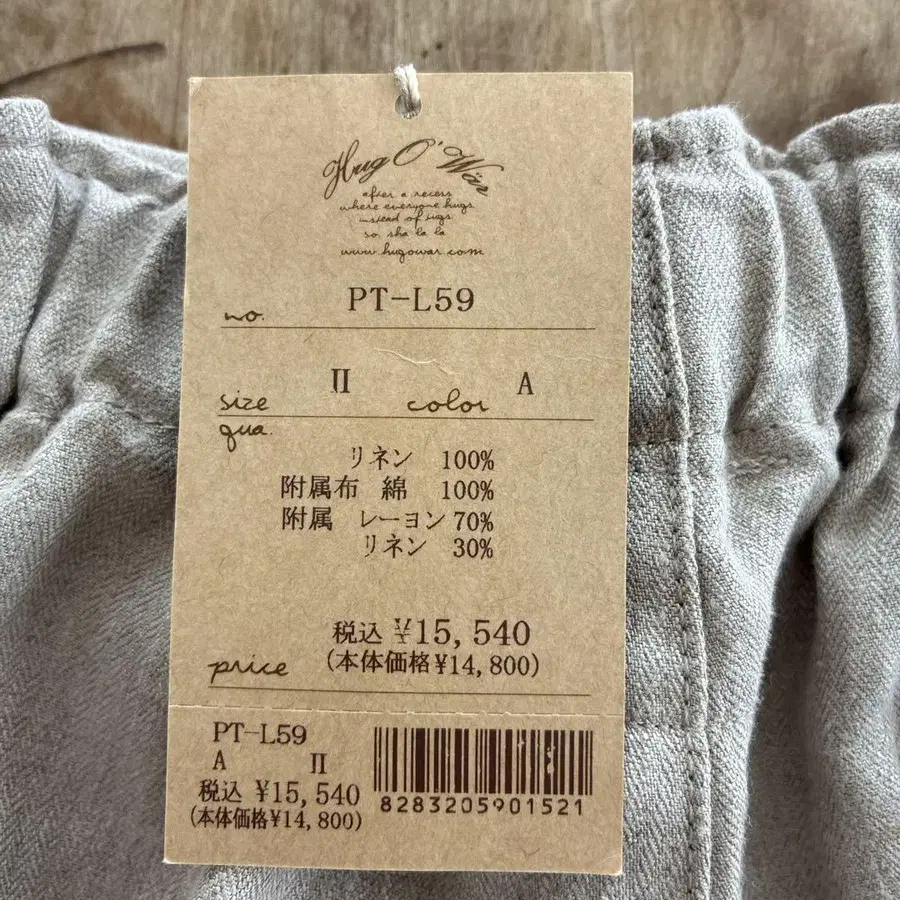 Hug O' Wär
after a recess
where everyone hugs
instead of tugs
so sha la la
www.hugowar.com
no. PT-L59
size II color A
qua.
リネン 100%
附属布 綿 100%
附属 レーヨン 70%
リネン 30%
税込 ¥15,540
price (本体価格¥14,800)
PT-L59
A II
税込 ¥15,540
(本体価格¥14,800)
8283205901521